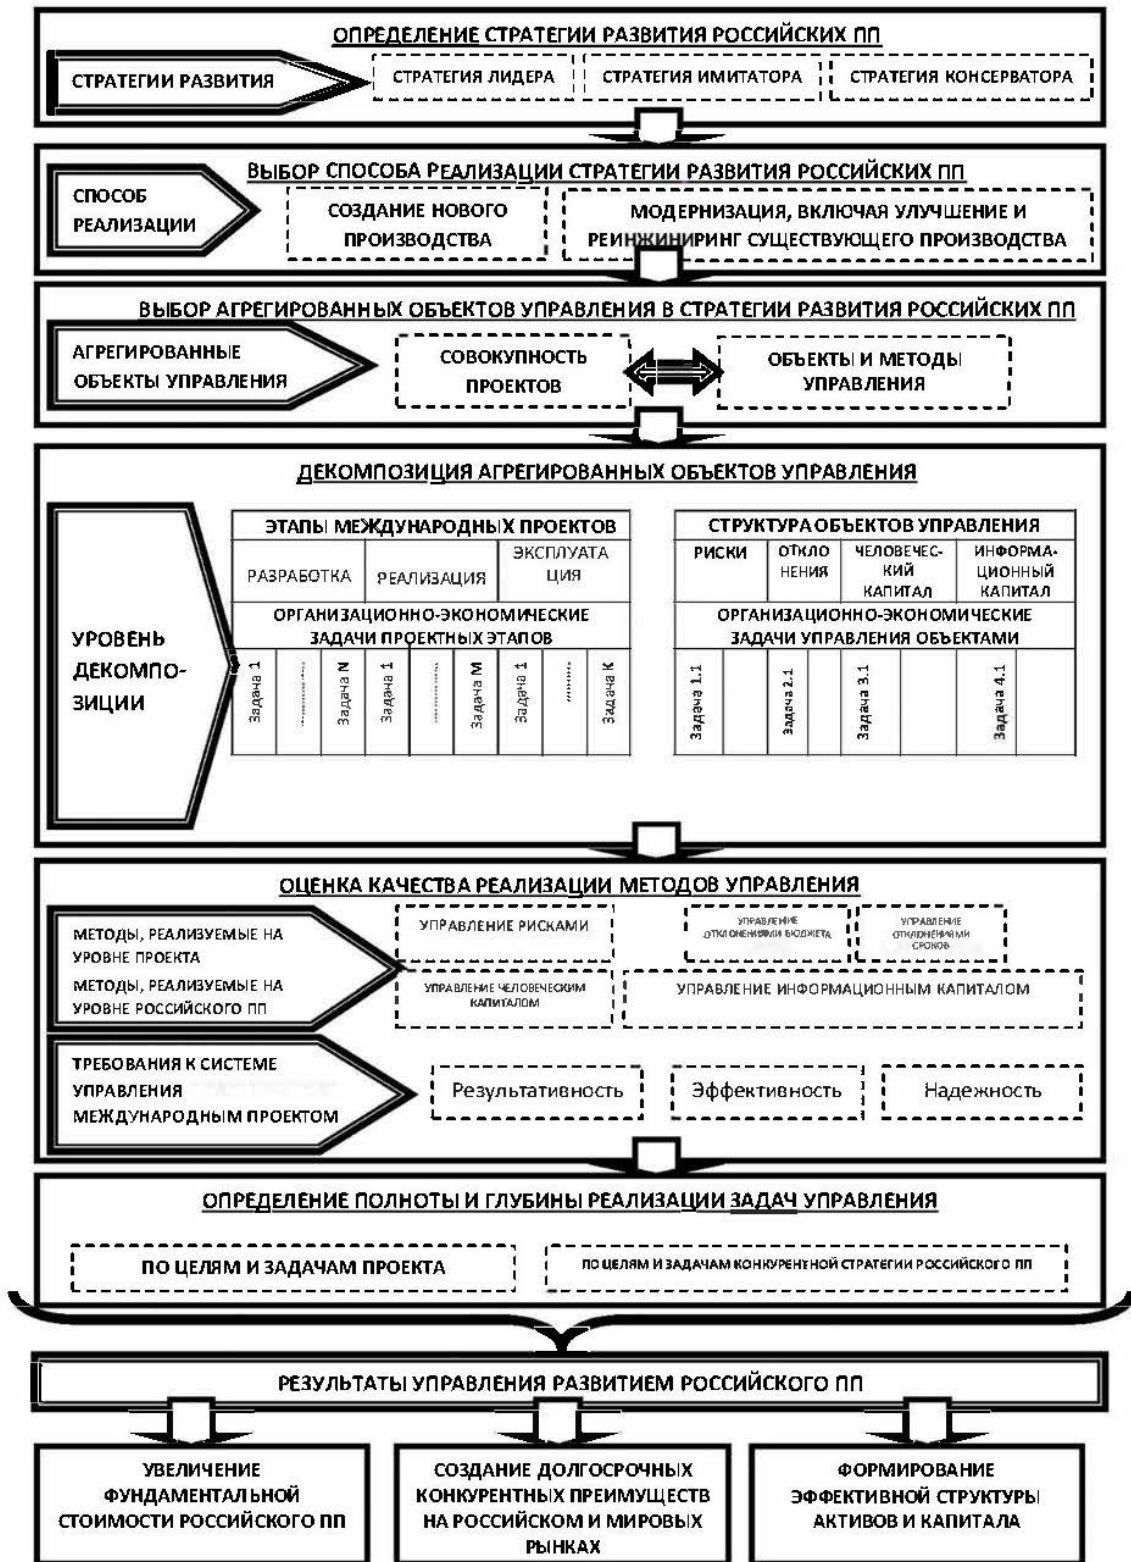 ОПРЕДЕЛЕНИЕ СТРАТЕГИИ РАЗВИТИЯ РОССИЙСКИХ ПП
СТРАТЕГИИ РАЗВИТИЯ
СТРАТЕГИЯ ЛИДЕРА
СТРАТЕГИЯ ИМИТАТОРА
СТРАТЕГИЯ КОНСЕРВАТОРА
ВЫБОР СПОСОБА РЕАЛИЗАЦИИ СТРАТЕГИИ РАЗВИТИЯ РОССИЙСКИХ ПП
СПОСОБ
РЕАЛИЗАЦИИ
СОЗДАНИЕ НОВОГО
ПРОИЗВОДСТВА
МОДЕРНИЗАЦИЯ, ВКЛЮЧАЯ УЛУЧШЕНИЕ И
РЕИНЖИНИРИНГ СУЩЕСТВУЮЩЕГО ПРОИЗВОДСТВА
ВЫБОР АГРЕГИРОВАННЫХ ОБЪЕКТОВ УПРАВЛЕНИЯ В СТРАТЕГИИ РАЗВИТИЯ РОССИЙСКИХ ПП
АГРЕГИРОВАННЫЕ
ОБЪЕКТЫ УПРАВЛЕНИЯ
СОВОКУПНОСТЬ
ПРОЕКТОВ
ОБЪЕКТЫ И МЕТОДЫ
УПРАВЛЕНИЯ
ДЕКОМПОЗИЦИЯ АГРЕГИРОВАННЫХ ОБЪЕКТОВ УПРАВЛЕНИЯ
УРОВЕНЬ
ДЕКОМПО-
ЗИЦИИ
ЭТАПЫ МЕЖДУНАРОДНЫХ ПРОЕКТОВ
РАЗРАБОТКА
РЕАЛИЗАЦИЯ
ЭКСПЛУАТА
ЦИЯ
ОРГАНИЗАЦИОННО-ЭКОНОМИЧЕСКИЕ
ЗАДАЧИ ПРОЕКТНЫХ ЭТАПОВ
Задача 1
............
Задача N
Задача 1
............
Задача М
Задача 1
............
Задача К
СТРУКТУРА ОБЪЕКТОВ УПРАВЛЕНИЯ
РИСКИ
ОТКЛО
НЕНИЯ
ЧЕЛОВЕЧЕС-
КИЙ
КАПИТАЛ
ИНФОРМА-
ЦИОННЫЙ
КАПИТАЛ
ОРГАНИЗАЦИОННО-ЭКОНОМИЧЕСКИЕ
ЗАДАЧИ УПРАВЛЕНИЯ ОБЪЕКТАМИ
Задача 1.1
Задача 2.1
Задача 3.1
Задача 4.1
ОЦЕНКА КАЧЕСТВА РЕАЛИЗАЦИИ МЕТОДОВ УПРАВЛЕНИЯ
МЕТОДЫ, РЕАЛИЗУЕМЫЕ НА
УРОВНЕ ПРОЕКТА
МЕТОДЫ, РЕАЛИЗУЕМЫЕ НА
УРОВНЕ РОССИЙСКОГО ПП
УПРАВЛЕНИЕ РИСКАМИ
УПРАВЛЕНИЕ
ОТКЛОНЕНИЯМИ БЮДЖЕТА
УПРАВЛЕНИЕ
ОТКЛОНЕНИЯМИ
СРОКОВ
УПРАВЛЕНИЕ ЧЕЛОВЕЧЕСКИМ
КАПИТАЛОМ
УПРАВЛЕНИЕ ИНФОРМАЦИОННЫМ КАПИТАЛОМ
ТРЕБОВАНИЯ К СИСТЕМЕ
УПРАВЛЕНИЯ
МЕЖДУНАРОДНЫМ ПРОЕКТОМ
Результативность
Эффективность
Надежность
ОПРЕДЕЛЕНИЕ ПОЛНОТЫ И ГЛУБИНЫ РЕАЛИЗАЦИИ ЗАДАЧ УПРАВЛЕНИЯ
ПО ЦЕЛЯМ И ЗАДАЧАМ ПРОЕКТА
ПО ЦЕЛЯМ И ЗАДАЧАМ КОНКУРЕНТНОЙ СТРАТЕГИИ РОССИЙСКОГО ПП
РЕЗУЛЬТАТЫ УПРАВЛЕНИЯ РАЗВИТИЕМ РОССИЙСКОГО ПП
УВЕЛИЧЕНИЕ
ФУНДАМЕНТАЛЬНОЙ
СТОИМОСТИ РОССИЙСКОГО ПП
СОЗДАНИЕ ДОЛГОСРОЧНЫХ
КОНКУРЕНТНЫХ ПРЕИМУЩЕСТВ
НА РОССИЙСКОМ И МИРОВЫХ
РЫНКАХ
ФОРМИРОВАНИЕ
ЭФФЕКТИВНОЙ СТРУКТУРЫ
АКТИВОВ И КАПИТАЛА